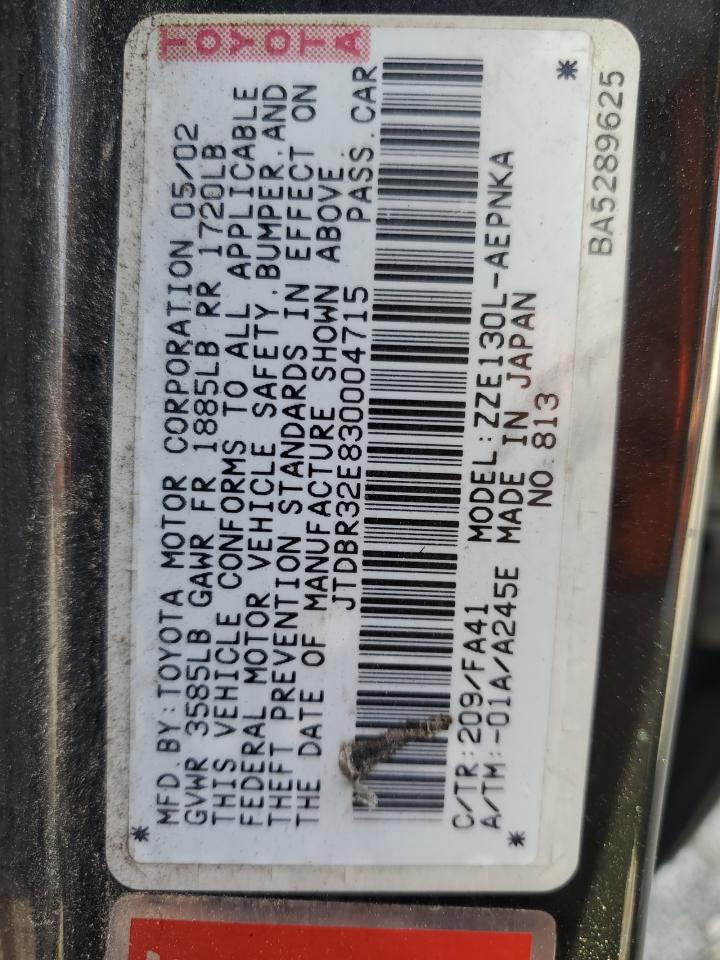 TOYOTA
MFD.BY:TOYOTA MOTOR CORPORATION 05/02
GVWR 3585LB GAWR FR 1885LB RR 1720LB
THIS VEHICLE CONFORMS TO ALL APPLICABLE
FEDERAL MOTOR VEHICLE SAFETY,BUMPER,AND
THEFT PREVENTION STANDARDS IN EFFECT ON
THE DATE OF MANUFACTURE SHOWN ABOVE.
JTDBR32E830004715 PASS.CAR
C/TR:209/FA41 MODEL:ZZE130L-AEPNKA
A/TM:-01A/A245E MADE IN JAPAN
NO.813
BA5289625